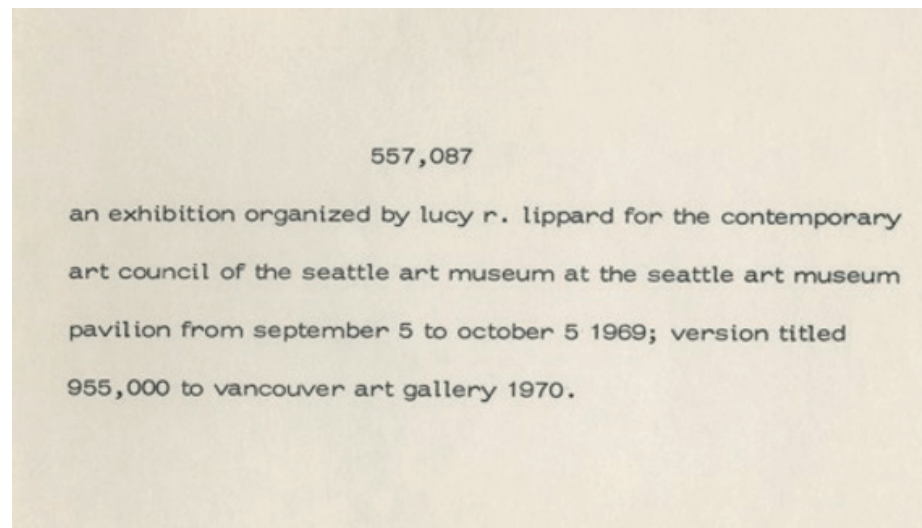 557,087
an exhibition organized by lucy r. lippard for the contemporary
art council of the seattle art museum at the seattle art museum
pavilion from september 5 to october 5 1969; version titled
955,000 to vancouver art gallery 1970.